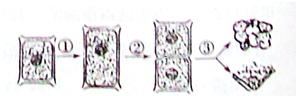 ① ② ③